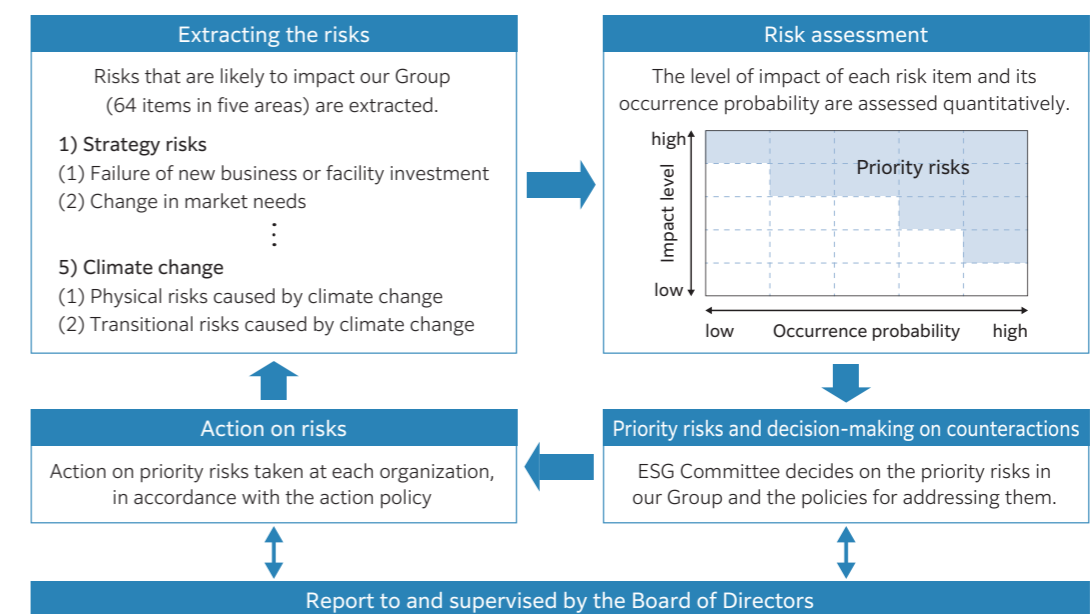 Extracting the risks
Risks that are likely to impact our Group
(64 items in five areas) are extracted.
1) Strategy risks
(1) Failure of new business or facility investment
(2) Change in market needs
⋮
5) Climate change
(1) Physical risks caused by climate change
(2) Transitional risks caused by climate change
Risk assessment
The level of impact of each risk item and its
occurrence probability are assessed quantitatively.
high
Impact level
low
Priority risks
low Occurrence probability high
Priority risks and decision-making on counteractions
ESG Committee decides on the priority risks in
our Group and the policies for addressing them.
Action on risks
Action on priority risks taken at each organization,
in accordance with the action policy
Report to and supervised by the Board of Directors